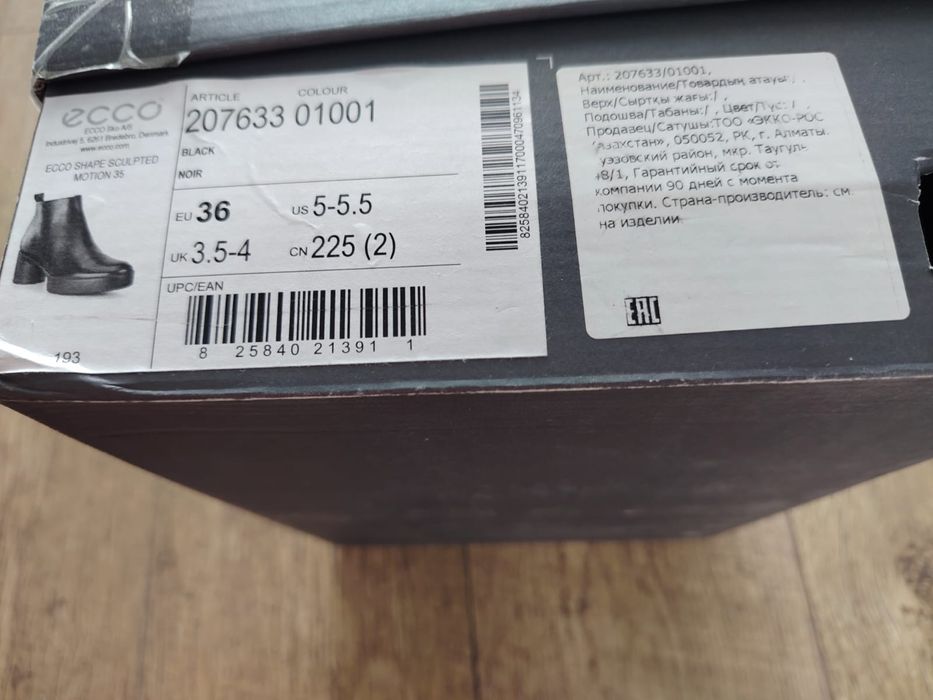 ecco
ECCO Sko A/S
Industrivej 5, 6261 Bredebro, Denmark
www.ecco.com
ECCO SHAPE SCULPTED
MOTION 35
193
ARTICLE COLOUR
207633 01001
BLACK
NOIR
EU 36 US 5-5.5
UK 3.5-4 CN 225 (2)
UPC/EAN
8 25840 21391 1
8258402139117000470961134
Арт.: 207633/01001,
Наименование/Товардың атауы: ,
Верх/Сыртқы жағы:/ ,
Подошва/Табаны:/ , Цвет/Түс: / ,
Продавец/Сатушы:ТОО «ЭККО-РОС
Казахстан», 050052, РК, г. Алматы,
уэзовский район, мкр. Таугуль
8/1, Гарантийный срок от
компании 90 дней с момента
покупки. Страна-производитель: см.
на изделии.
EAC